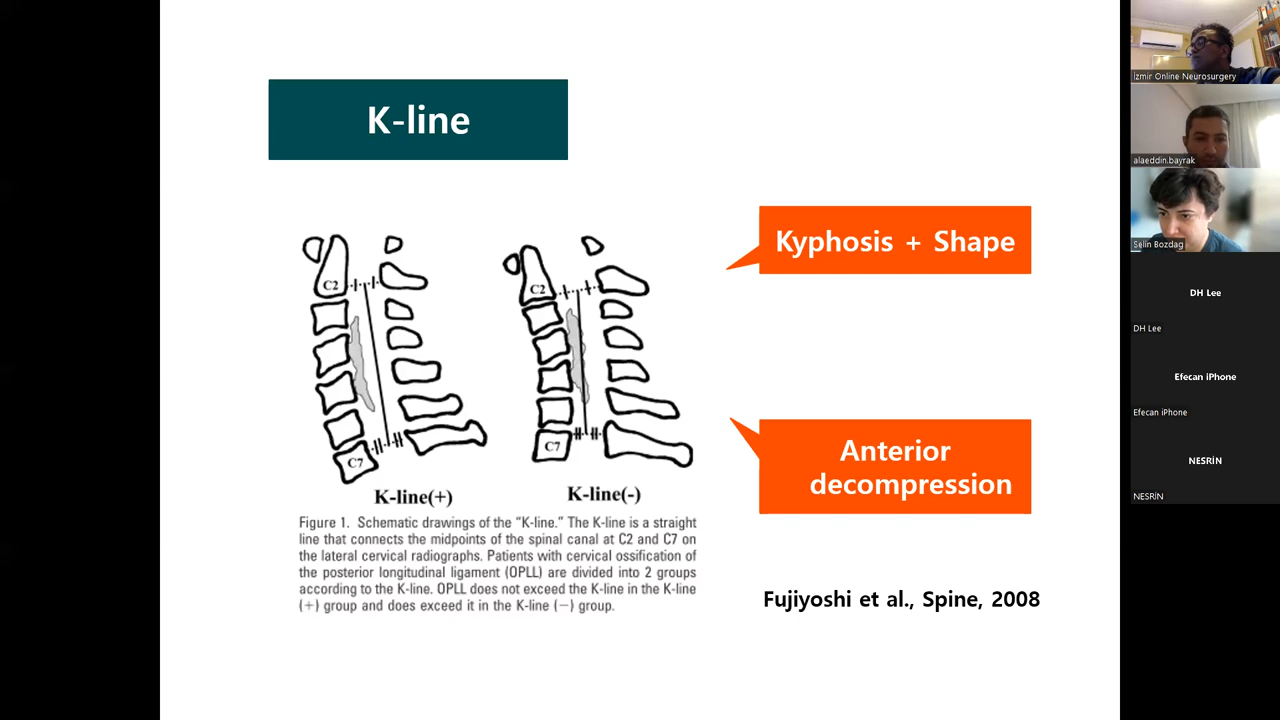 K-line
Kyphosis + Shape
C2
C7
K-line(+)
C2
C7
K-line(-)
Anterior
decompression
Figure 1. Schematic drawings of the “K-line.” The K-line is a straight
line that connects the midpoints of the spinal canal at C2 and C7 on
the lateral cervical radiographs. Patients with cervical ossification of
the posterior longitudinal ligament (OPLL) are divided into 2 groups
according to the K-line. OPLL does not exceed the K-line in the K-line
(+) group and does exceed it in the K-line (−) group.
Fujiyoshi et al., Spine, 2008
İzmir Online Neurosurgery
alaeddin.bayrak
Selin Bozdag
DH Lee
DH Lee
Efecan iPhone
Efecan iPhone
NESRİN
NESRİN